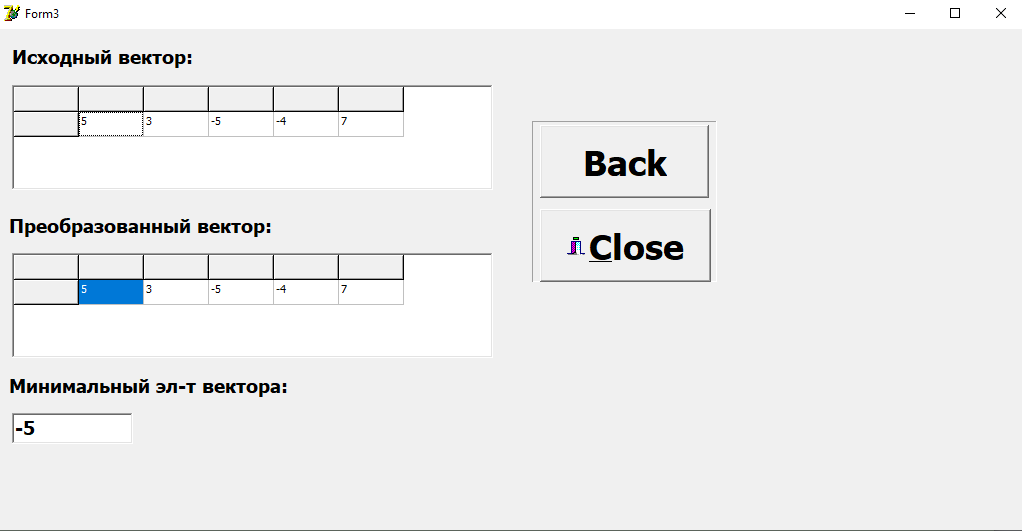 Form3
Исходный вектор:
5 3 -5 -4 7
Back
Close
Преобразованный вектор:
5 3 -5 -4 7
Минимальный эл-т вектора:
-5